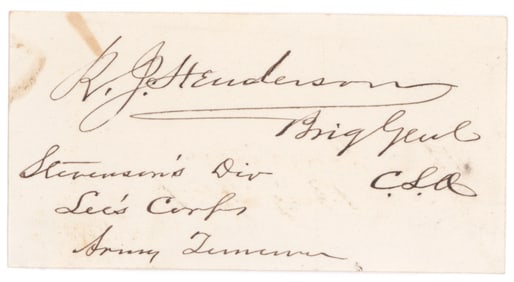 R. J. Henderson
Brig Genl
Stevenson's Div
C.S.A
Lee's Corps
Army Tennessee